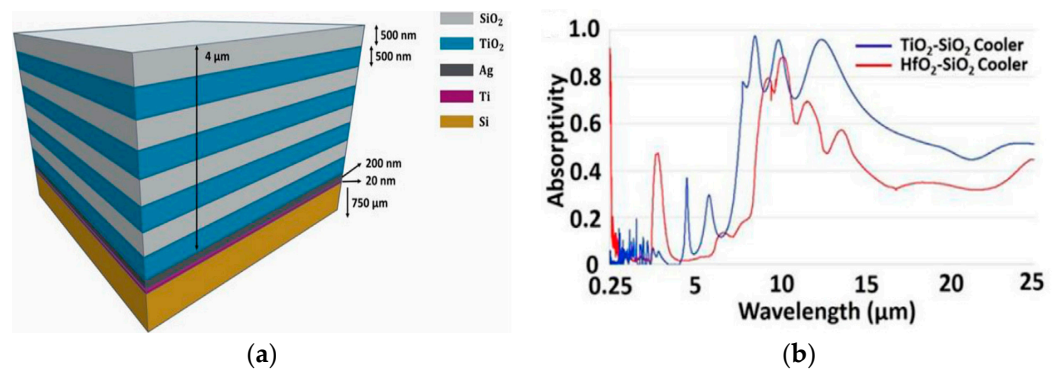 SiO₂
TiO₂
Ag
Ti
Si
500 nm
500 nm
4 μm
200 nm
20 nm
750 μm
(a)
TiO₂-SiO₂ Cooler
HfO₂-SiO₂ Cooler
Absorptivity
1.0
0.8
0.6
0.4
0.2
0
0.25
5
10
15
20
25
Wavelength (μm)
(b)